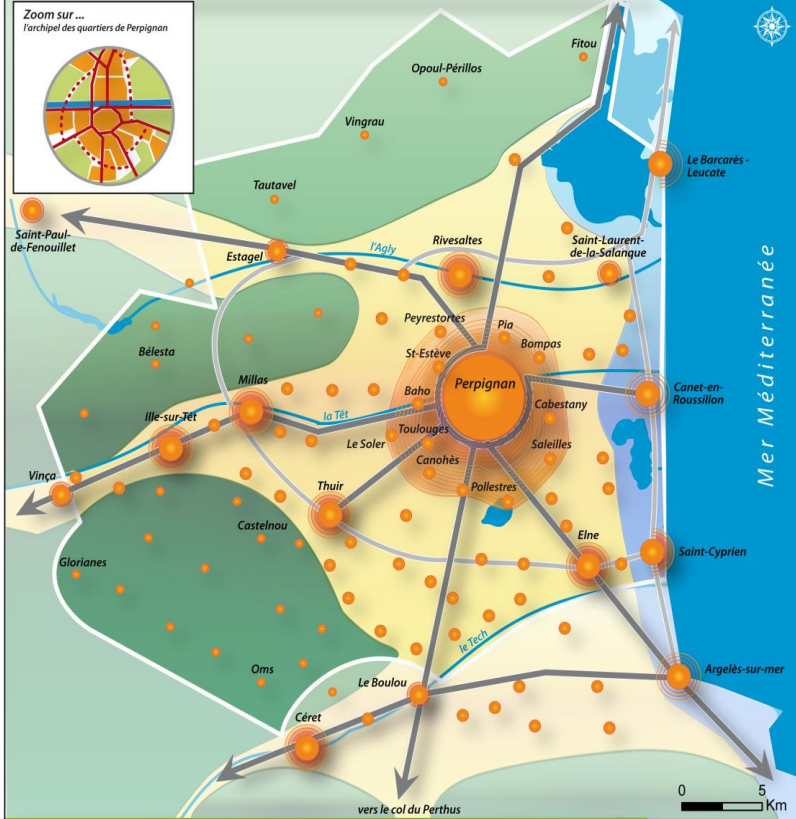 Zoom sur ...
l'archipel des quartiers de Perpignan
Fitou
Opoul-Périllos
Vingrau
Le Barcarès -
Leucate
Tautavel
Saint-Paul-
de-Fenouillet
Estagel
l'Agly
Rivesaltes
Saint-Laurent-
de-la-Salanque
Mer Méditerranée
Peyrestortes
Pia
Bélesta
St-Estève
Bompas
Millas
Perpignan
Baho
Canet-en-
Roussillon
Ille-sur-Têt
la Têt
Cabestany
Toulouges
Le Soler
Saleilles
Canohès
Vinça
Thuir
Pollestres
Castelnou
Elne
Saint-Cyprien
Glorianes
le Tech
Oms
Le Boulou
Argelès-sur-mer
Céret
0 5
Km
vers le col du Perthus